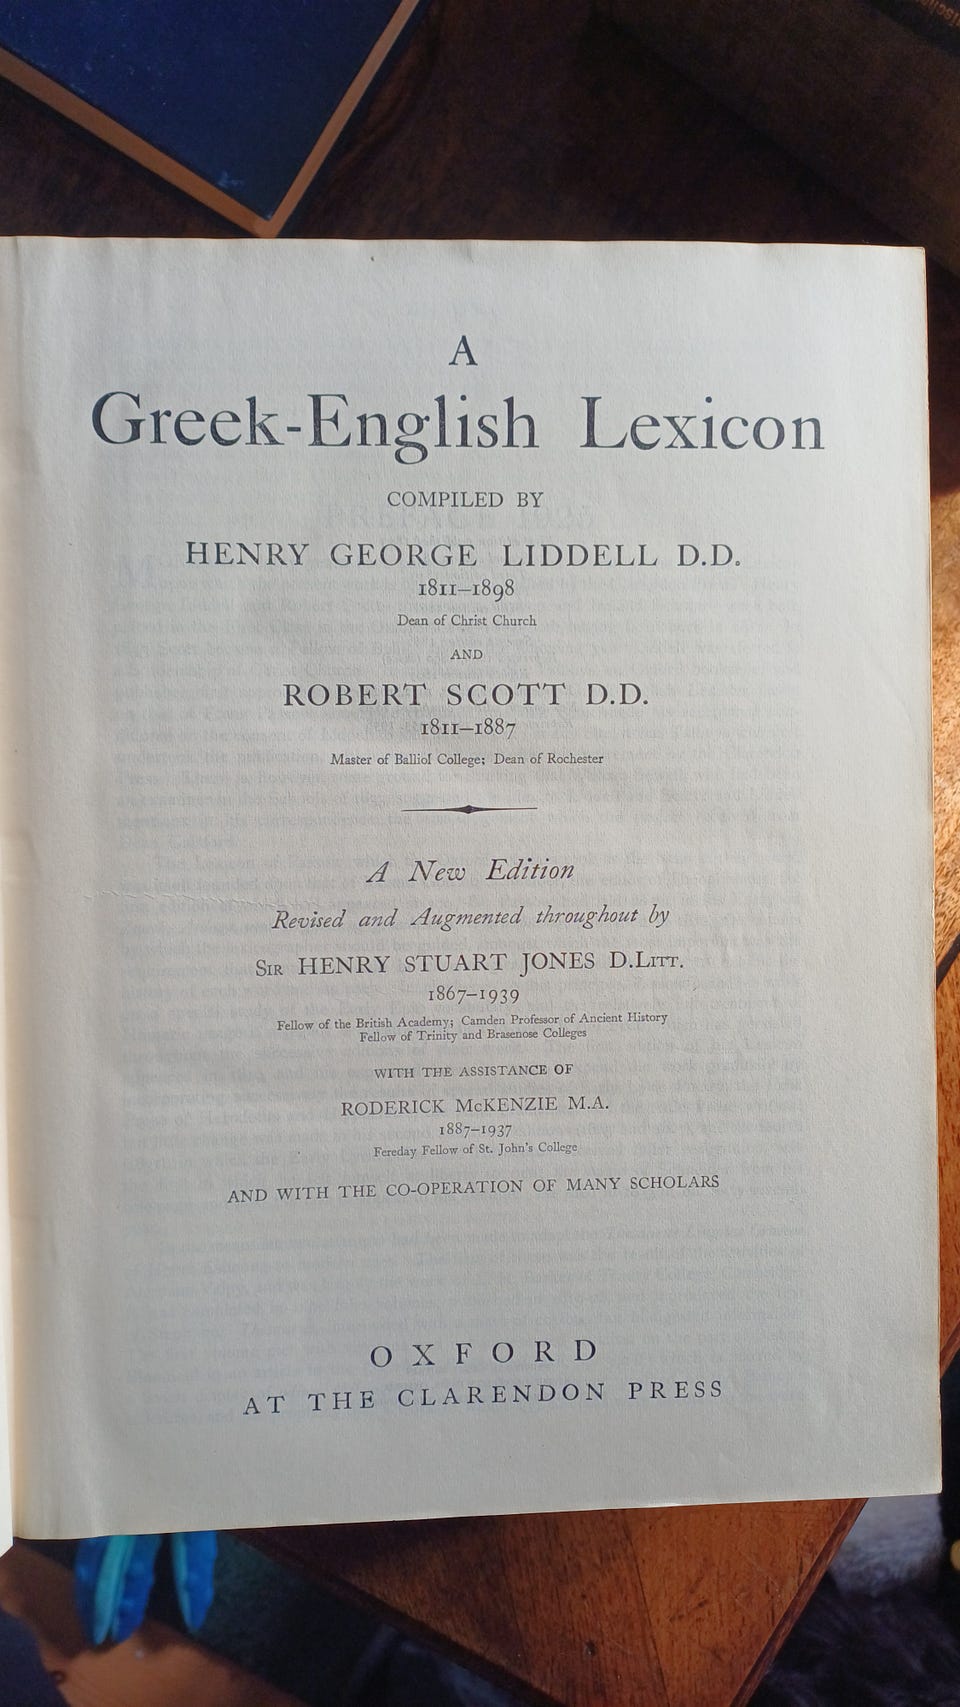 A
Greek-English Lexicon
COMPILED BY
HENRY GEORGE LIDDELL D.D.
1811–1898
Dean of Christ Church
AND
ROBERT SCOTT D.D.
1811–1887
Master of Balliol College; Dean of Rochester
A New Edition
Revised and Augmented throughout by
SIR HENRY STUART JONES D.LITT.
1867–1939
Fellow of the British Academy; Camden Professor of Ancient History
Fellow of Trinity and Brasenose Colleges
WITH THE ASSISTANCE OF
RODERICK McKENZIE M.A.
1887–1937
Fereday Fellow of St. John's College
AND WITH THE CO-OPERATION OF MANY SCHOLARS
OXFORD
AT THE CLARENDON PRESS